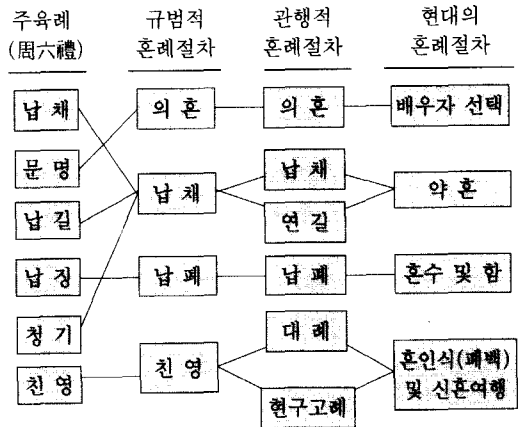 주육례 규범적 관행적 현대의
(周六禮) 혼례절차 혼례절차 혼례절차
납 채 의 혼 의 혼 배우자 선택
문 명
납 채 납 채
약 혼
납 길 연 길
납 징 납 폐 납 폐 혼수 및 함
청 기 대 례
친 영 혼인식(폐백)
및 신혼여행
친 영 현구고례